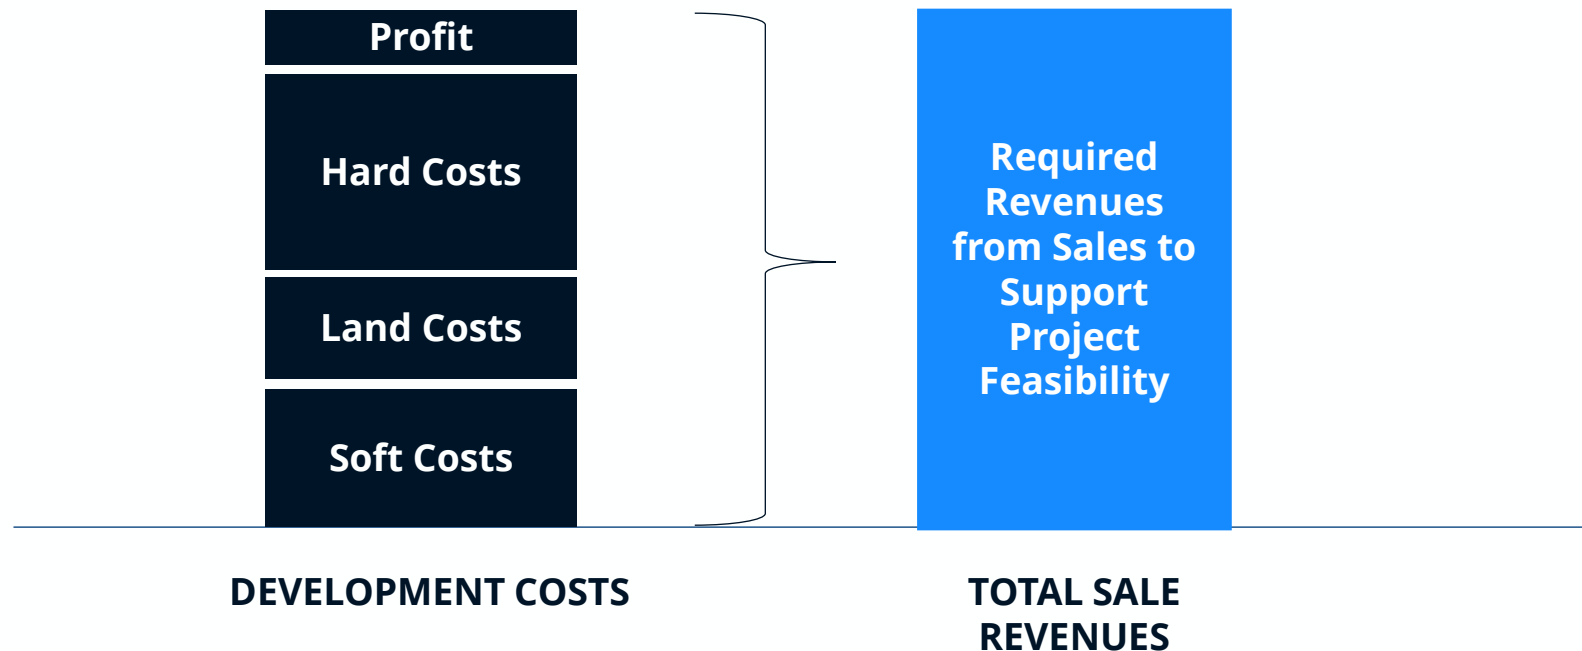 Profit
Hard Costs
Land Costs
Soft Costs
DEVELOPMENT COSTS
Required
Revenues
from Sales to
Support
Project
Feasibility
TOTAL SALE
REVENUES